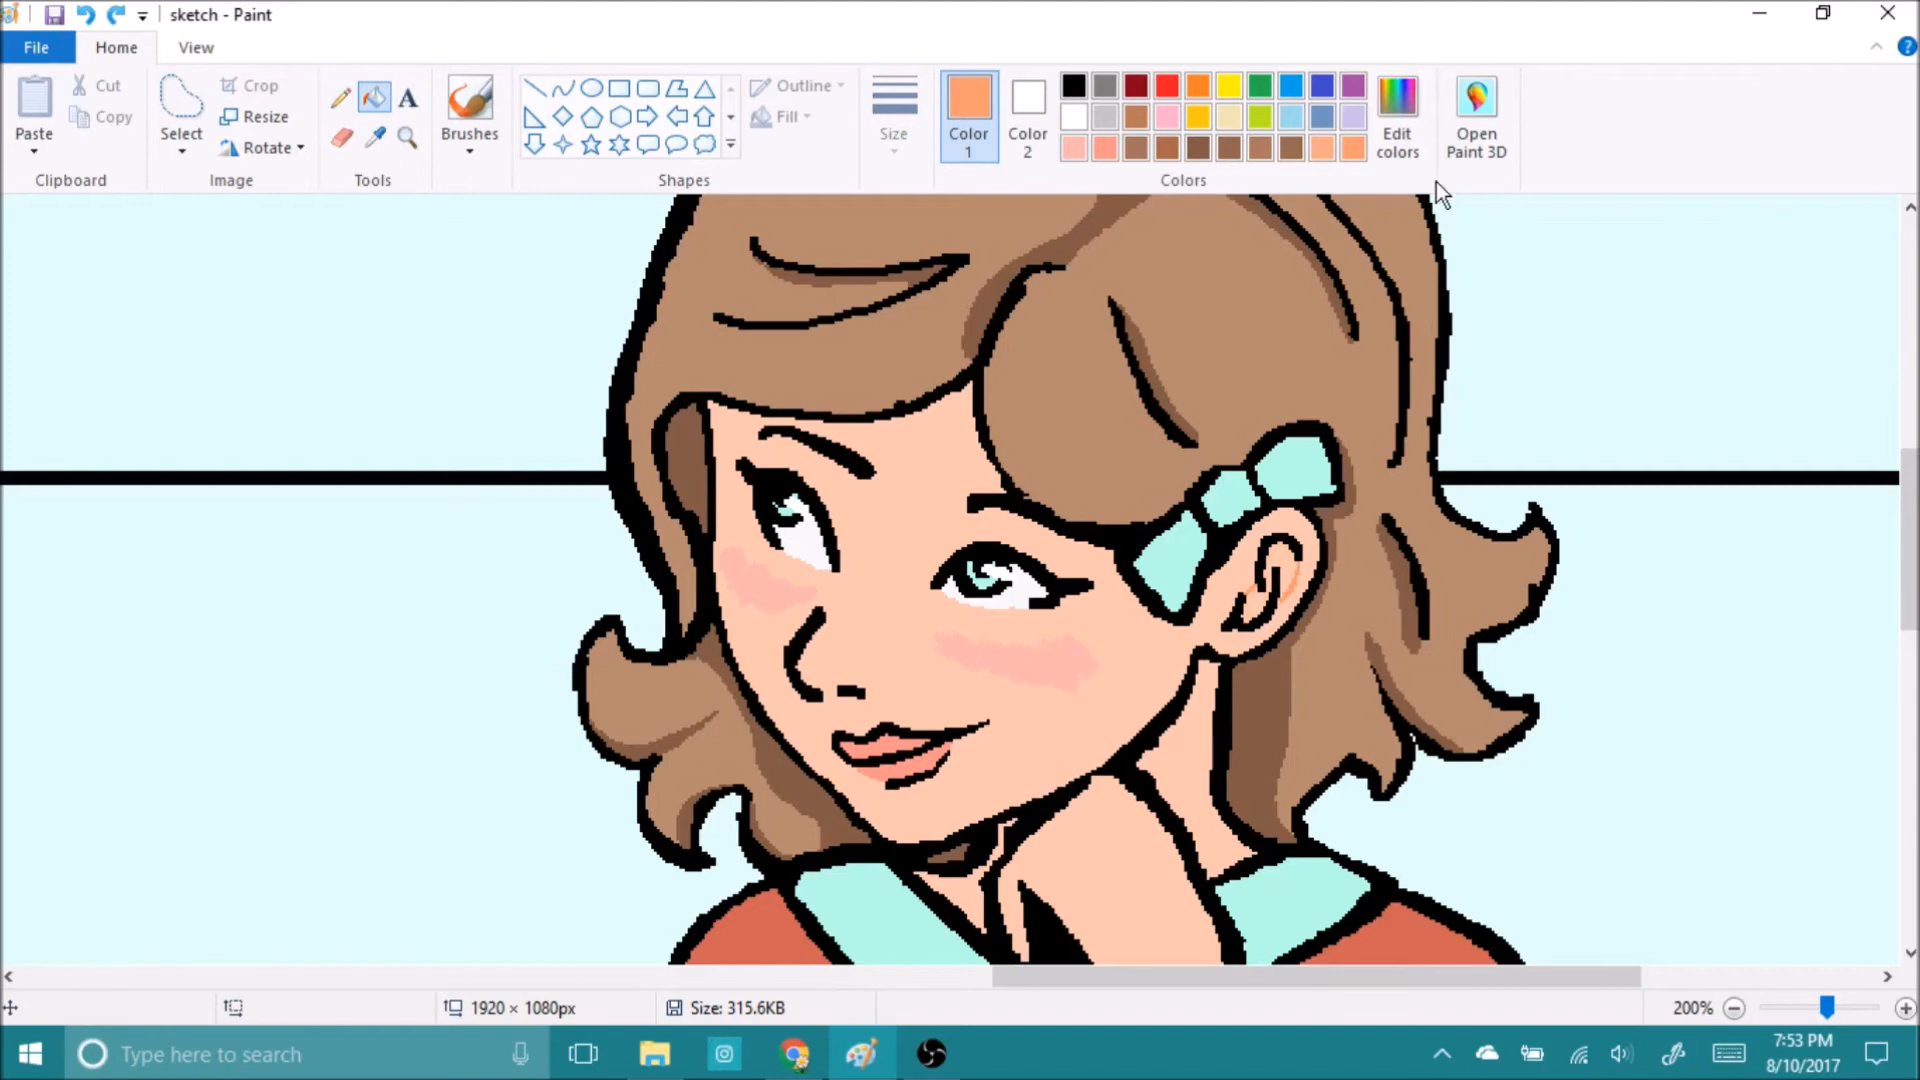 sketch - Paint
File Home View
Paste
Cut
Copy
Clipboard
Select
Crop
Resize
Rotate
Image
A
Tools
Brushes
Outline
Fill
Shapes
Size
Color 1
Color 2
Edit colors
Colors
Open Paint 3D
1920 × 1080px
Size: 315.6KB
200%
Type here to search
7:53 PM
8/10/2017